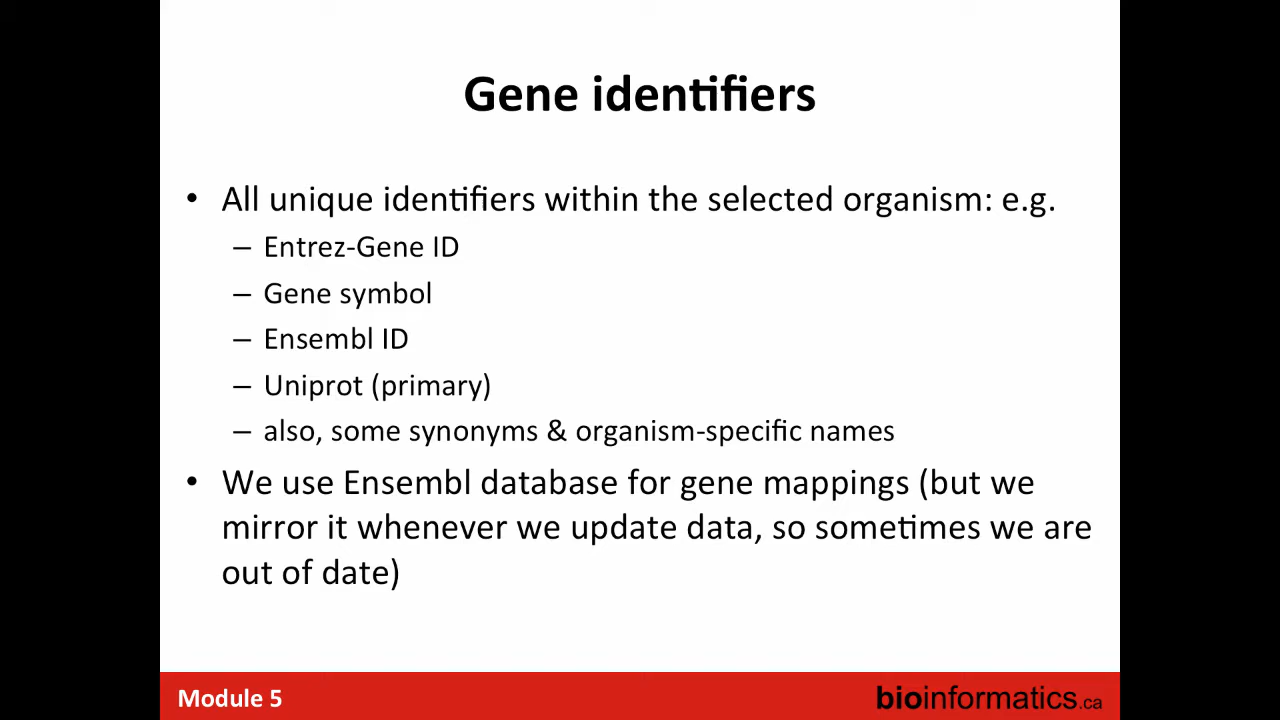 Gene identifiers
• All unique identifiers within the selected organism: e.g.
– Entrez-Gene ID
– Gene symbol
– Ensembl ID
– Uniprot (primary)
– also, some synonyms & organism-specific names
• We use Ensembl database for gene mappings (but we
mirror it whenever we update data, so sometimes we are
out of date)
Module 5
bioinformatics.ca